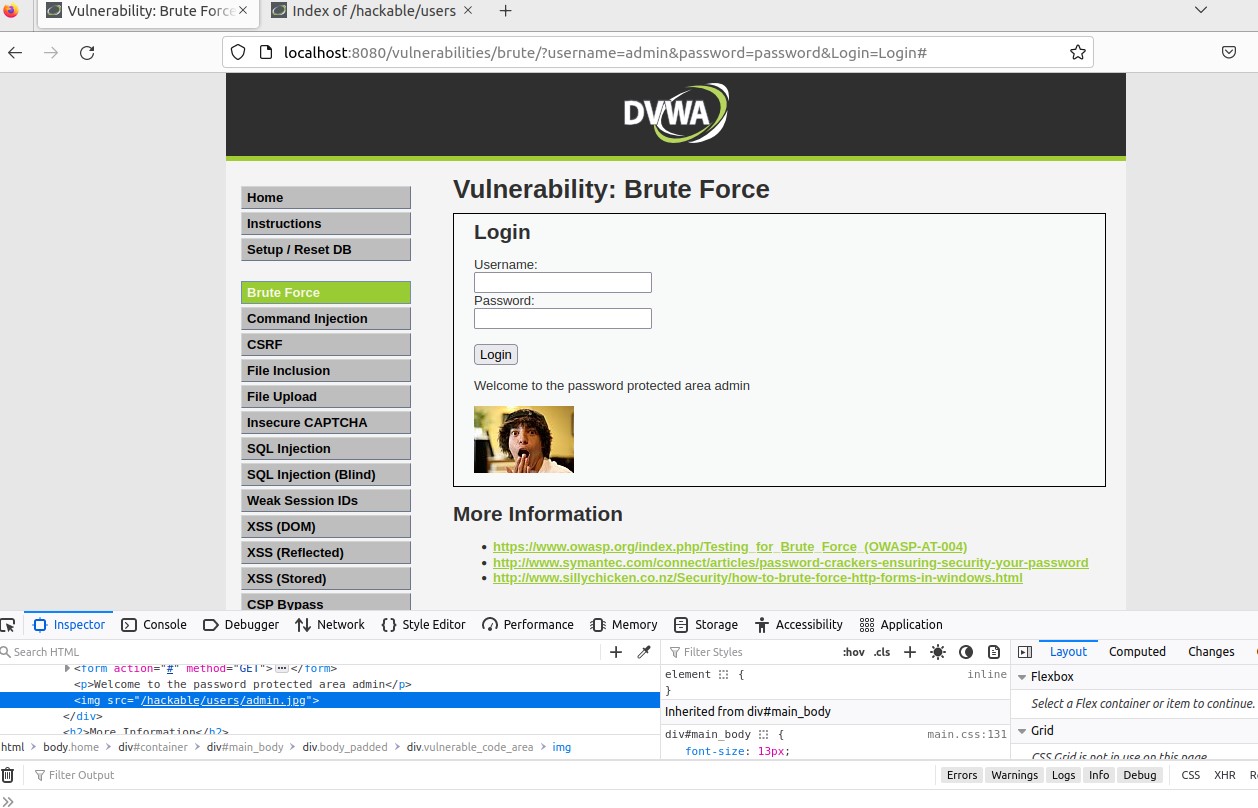 Vulnerability: Brute Force
Index of /hackable/users
localhost:8080/vulnerabilities/brute/?username=admin&password=password&Login=Login#
DVWA
Home
Instructions
Setup / Reset DB
Brute Force
Command Injection
CSRF
File Inclusion
File Upload
Insecure CAPTCHA
SQL Injection
SQL Injection (Blind)
Weak Session IDs
XSS (DOM)
XSS (Reflected)
XSS (Stored)
CSP Bypass
Vulnerability: Brute Force
Login
Username:
Password:
Login
Welcome to the password protected area admin
More Information
• https://www.owasp.org/index.php/Testing_for_Brute_Force_(OWASP-AT-004)
• http://www.symantec.com/connect/articles/password-crackers-ensuring-security-your-password
• http://www.sillychicken.co.nz/Security/how-to-brute-force-http-forms-in-windows.html
Inspector Console Debugger Network Style Editor Performance Memory Storage Accessibility Application
Search HTML
<form action="#" method="GET"> ••• </form>
<p>Welcome to the password protected area admin</p>
<img src="/hackable/users/admin.jpg">
</div>
<h2>More Information</h2>
html > body.home > div#container > div#main_body > div.body_padded > div.vulnerable_code_area > img
Filter Styles :hov .cls
element { inline
}
Inherited from div#main_body
div#main_body { main.css:131
font-size: 13px;
Layout Computed Changes
Flexbox
Select a Flex container or item to continue.
Grid
CSS Grid is not in use on this page
Filter Output
Errors Warnings Logs Info Debug CSS XHR